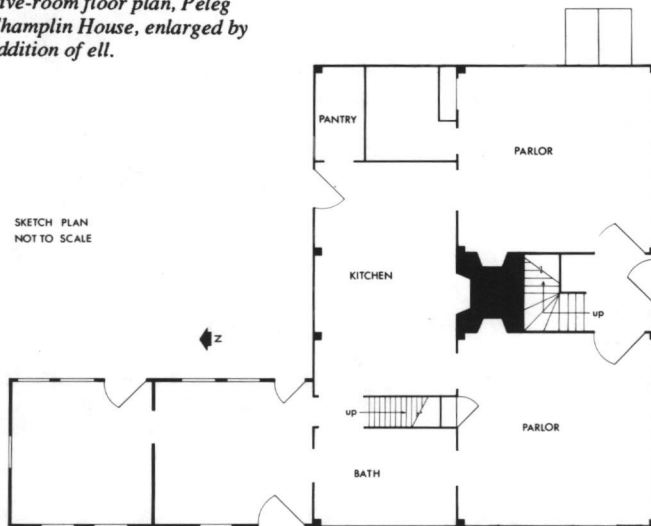 ive-room floor plan, Peleg
hamplin House, enlarged by
ddition of ell.
PANTRY
PARLOR
SKETCH PLAN
NOT TO SCALE
KITCHEN
up
N
up
PARLOR
BATH